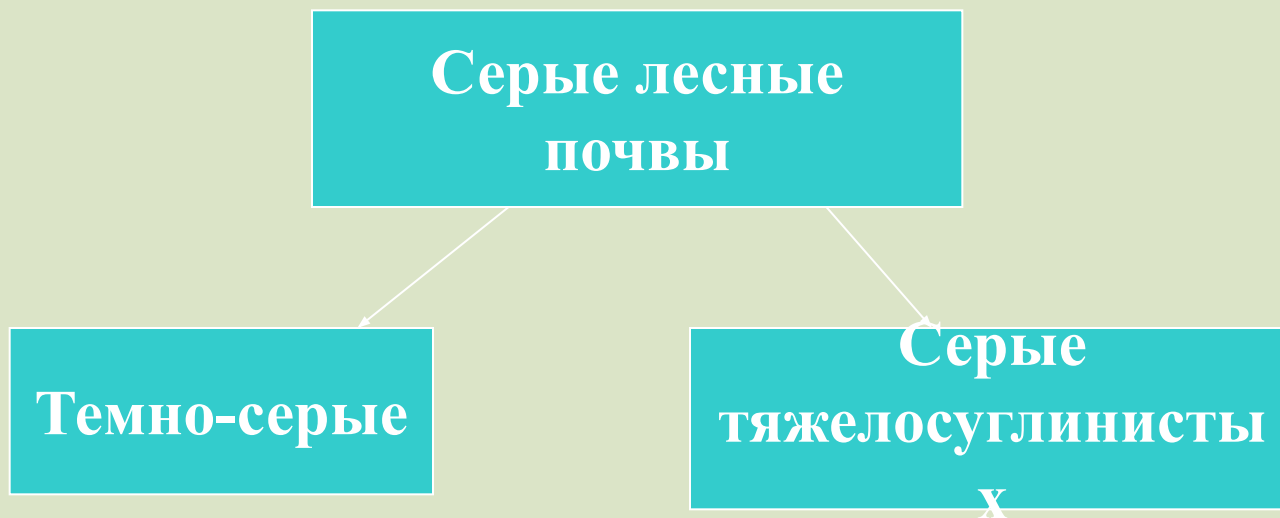 Серые лесные
почвы
Темно-серые
Серые
тяжелосуглинисты
х